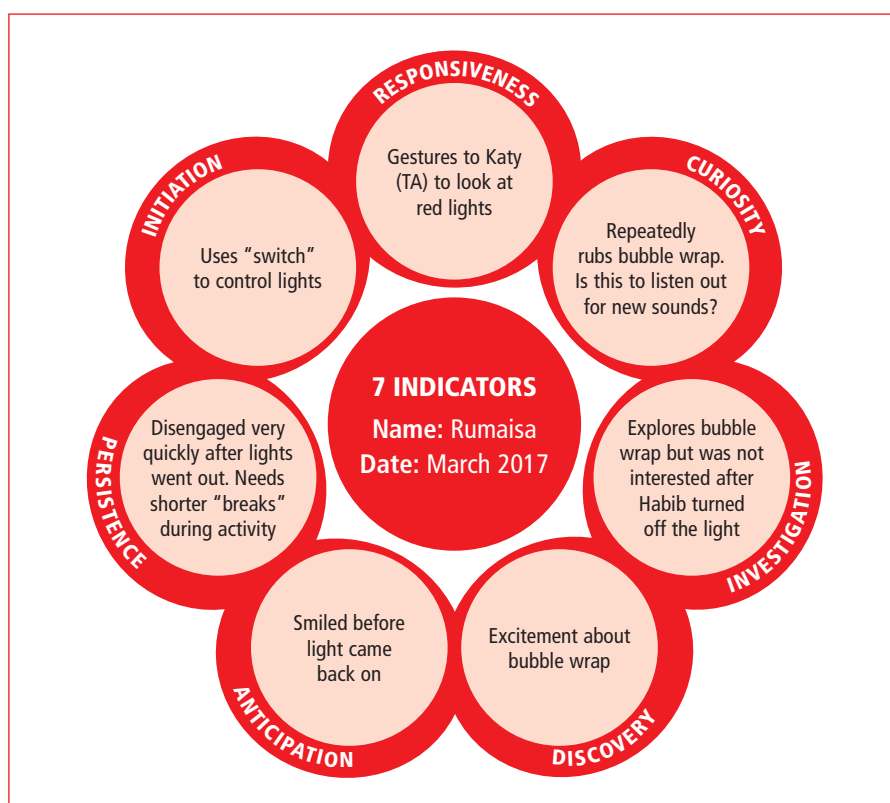 RESPONSIVENESS
Gestures to Katy
(TA) to look at
red lights
CURIOSITY
Repeatedly
rubs bubble wrap.
Is this to listen out
for new sounds?
INVESTIGATION
Explores bubble
wrap but was not
interested after
Habib turned
off the light
DISCOVERY
Excitement about
bubble wrap
ANTICIPATION
Smiled before
light came
back on
PERSISTENCE
Disengaged very
quickly after lights
went out. Needs
shorter “breaks”
during activity
INITIATION
Uses “switch”
to control lights
7 INDICATORS
Name: Rumaisa
Date: March 2017